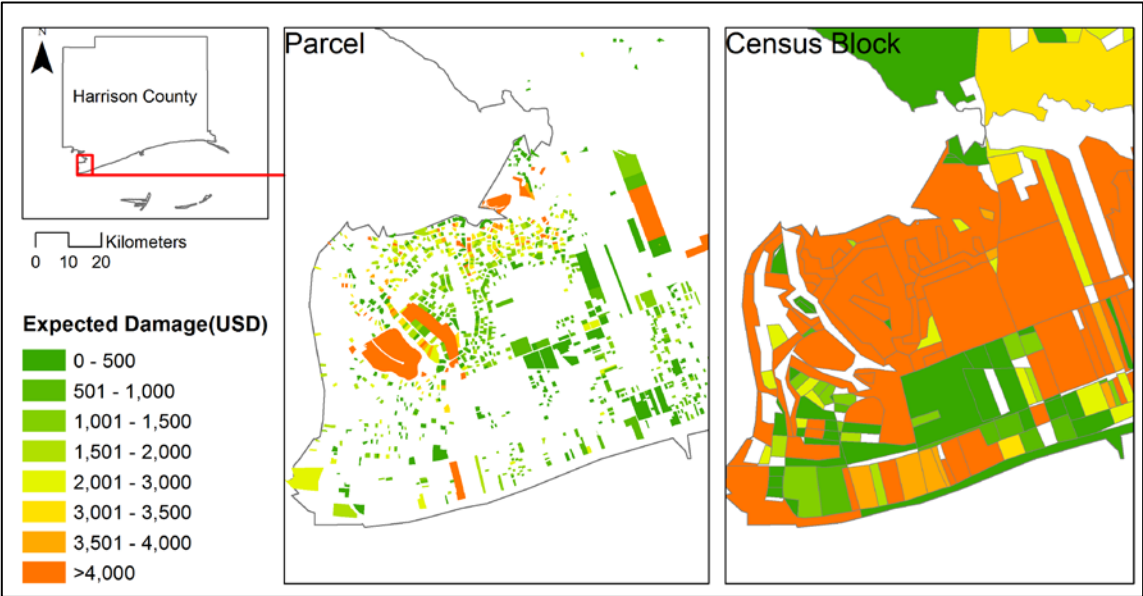 N
Harrison County
Kilometers
0 10 20
Expected Damage(USD)
0 - 500
501 - 1,000
1,001 - 1,500
1,501 - 2,000
2,001 - 3,000
3,001 - 3,500
3,501 - 4,000
>4,000
Parcel
Census Block